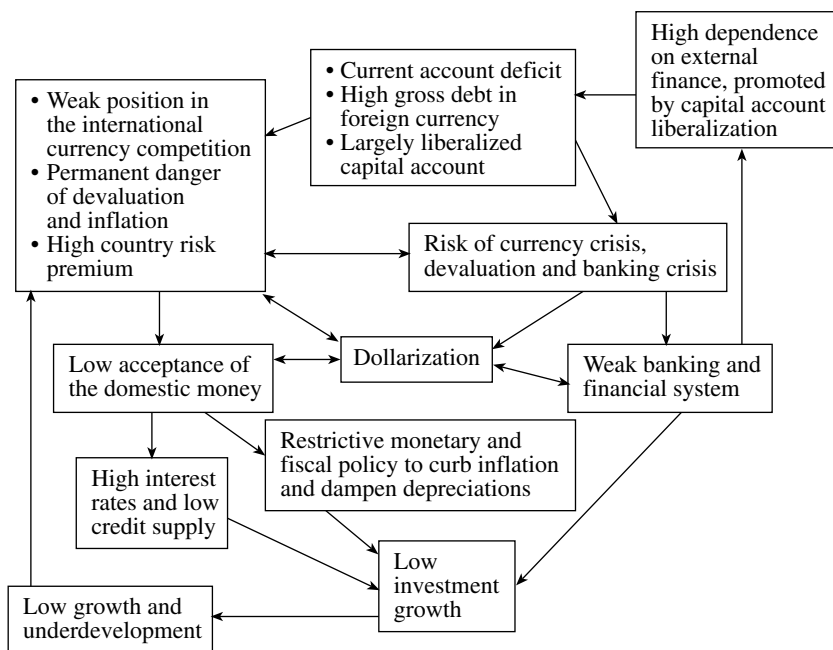 High dependence
on external
finance, promoted
by capital account
liberalization
• Current account deficit
• High gross debt in
foreign currency
• Largely liberalized
capital account
• Weak position in
the international
currency competition
• Permanent danger
of devaluation
and inflation
• High country risk
premium
Risk of currency crisis,
devaluation and banking crisis
Low acceptance of
the domestic money
Dollarization
Weak banking and
financial system
Restrictive monetary and
fiscal policy to curb inflation
and dampen depreciations
High interest
rates and low
credit supply
Low
investment
growth
Low growth and
underdevelopment